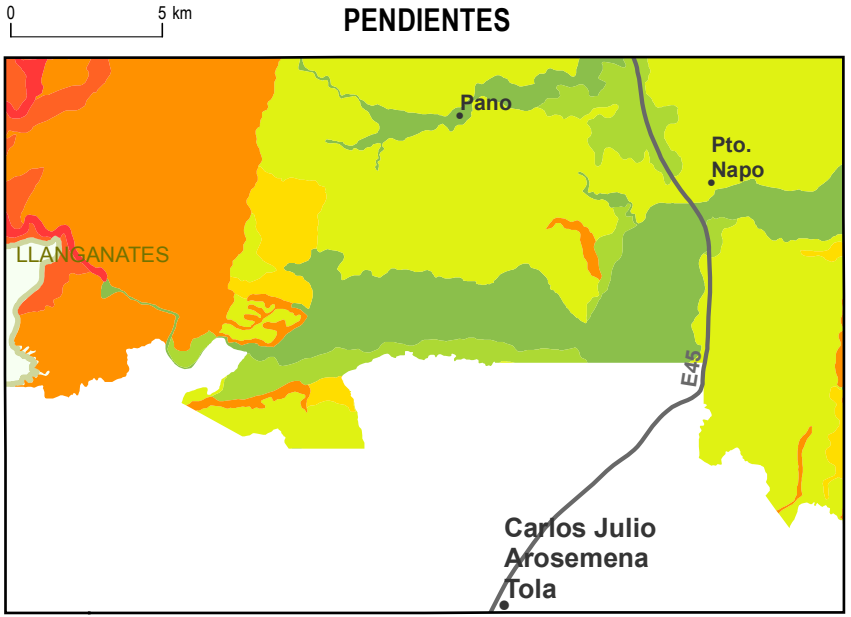 0 5 km
PENDIENTES
Pano
Pto.
Napo
LLANGANATES
E45
Carlos Julio
Arosemena
Tola